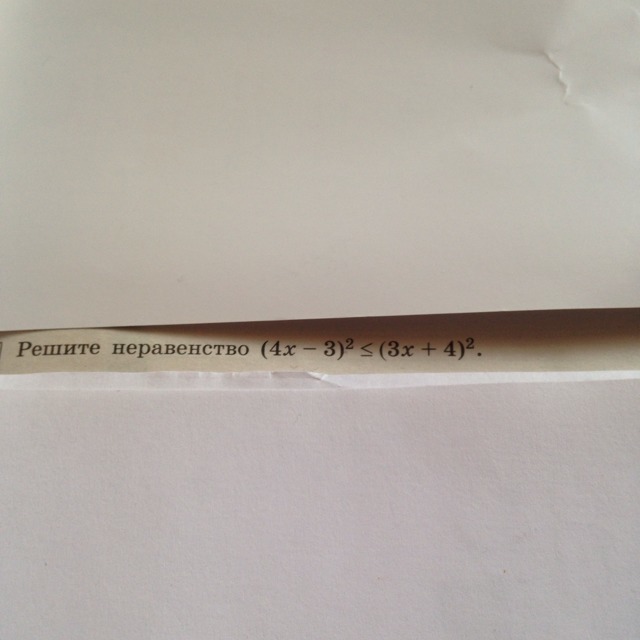 Решите неравенство (4x − 3)² ≤ (3x + 4)².